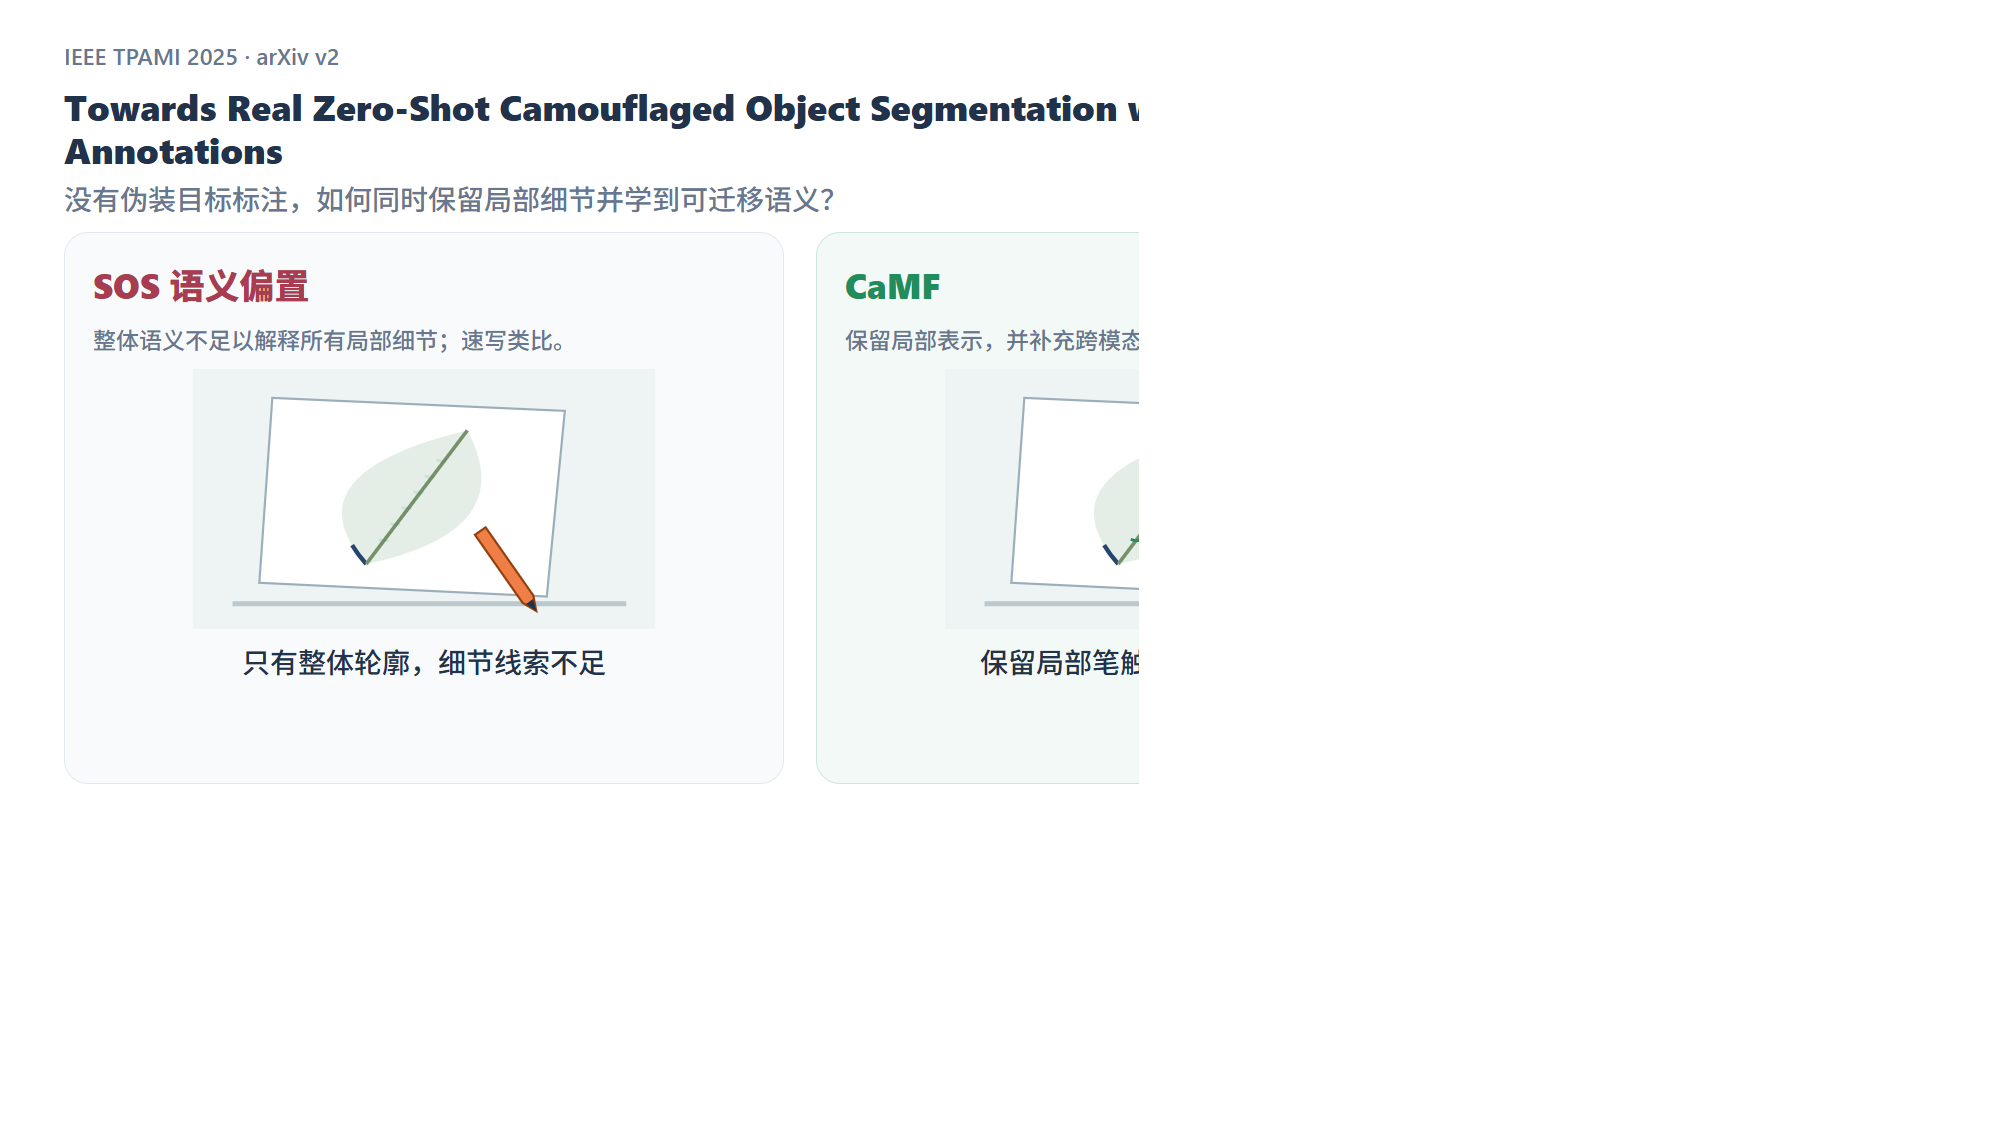 IEEE TPAMI 2025 · arXiv v2
Towards Real Zero-Shot Camouflaged Object Segmentation
Annotations
没有伪装目标标注，如何同时保留局部细节并学到可迁移语义？
SOS 语义偏置
整体语义不足以解释所有局部细节；速写类比。
只有整体轮廓，细节线索不足
CaMF
保留局部表示，并补充跨模态
保留局部笔触